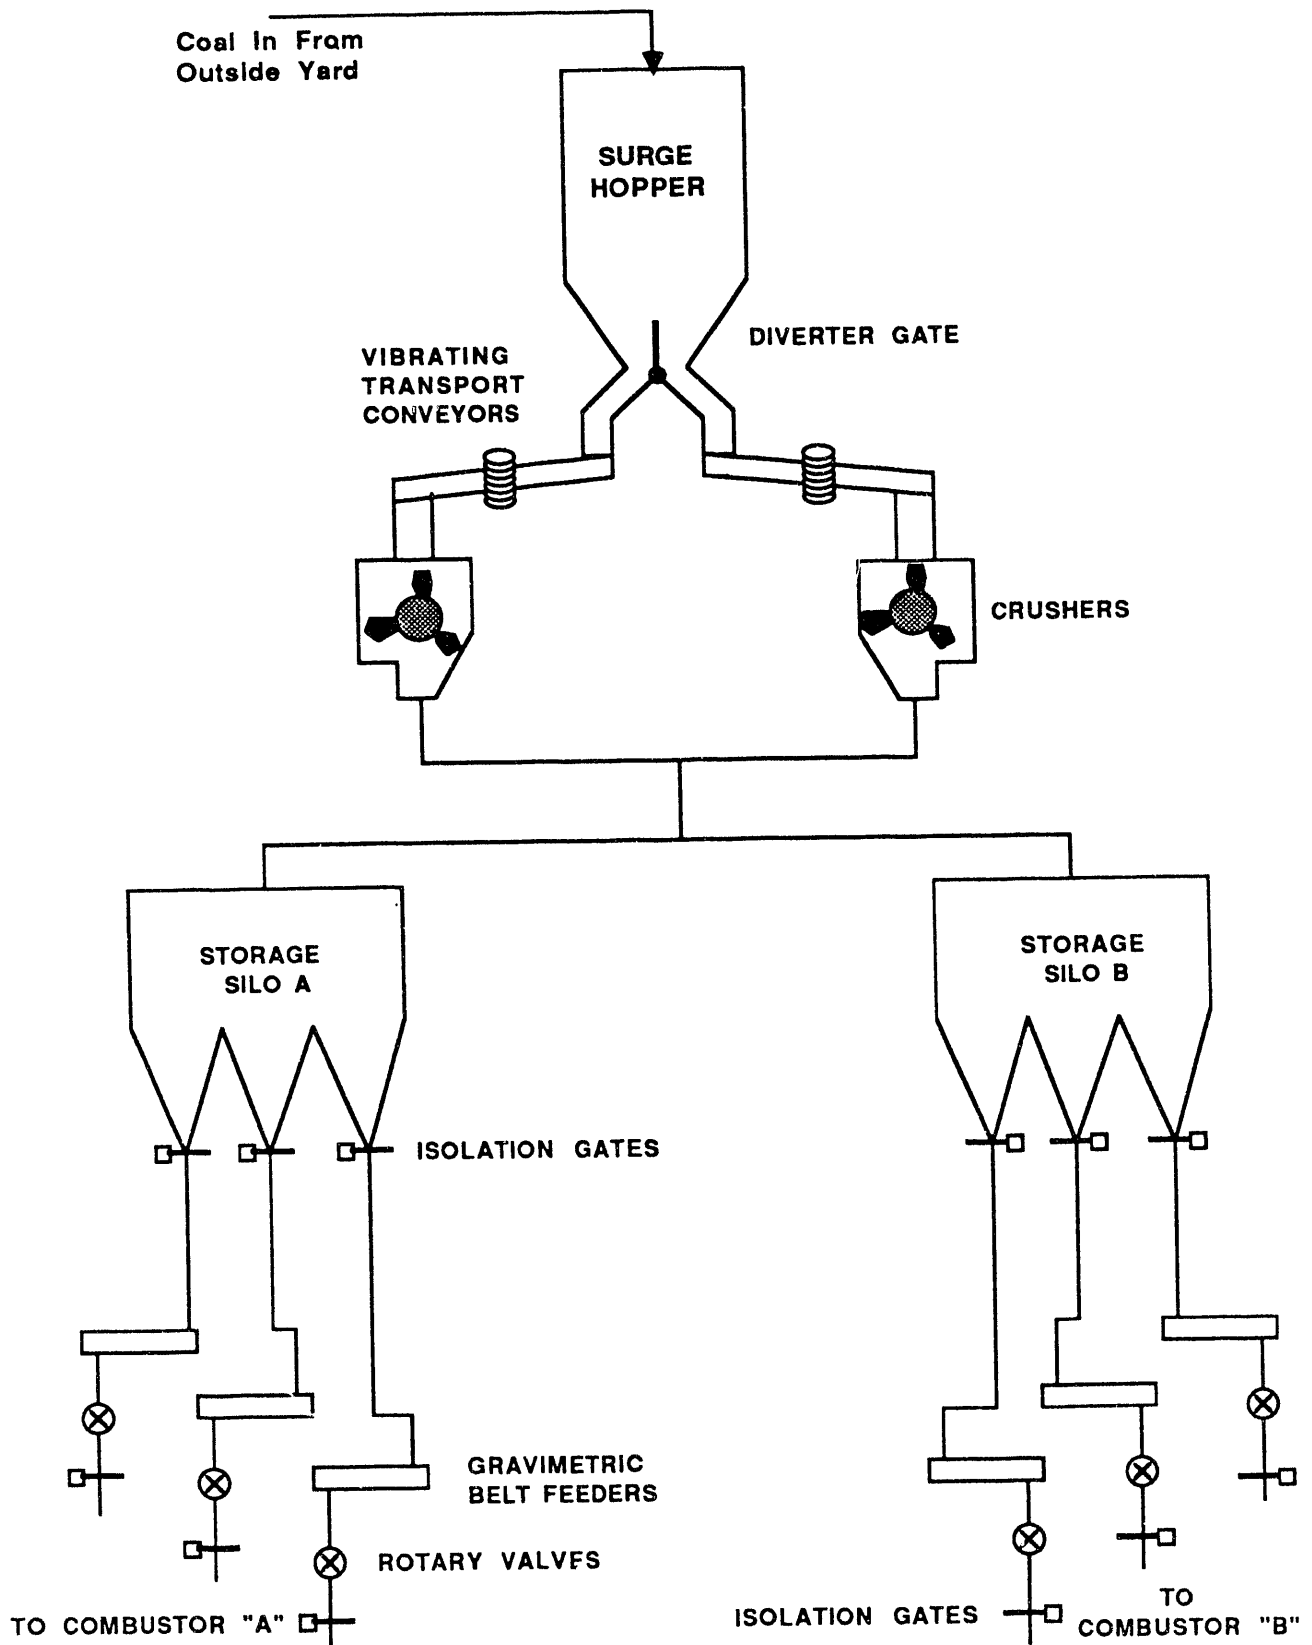 Coal In From
Outside Yard
SURGE
HOPPER
DIVERTER GATE
VIBRATING
TRANSPORT
CONVEYORS
CRUSHERS
STORAGE
SILO A
STORAGE
SILO B
ISOLATION GATES
GRAVIMETRIC
BELT FEEDERS
ROTARY VALVES
TO COMBUSTOR "A"
ISOLATION GATES
TO
COMBUSTOR "B"